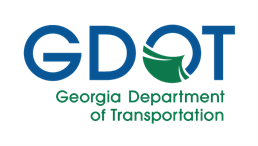 GDOT
Georgia Department
of Transportation